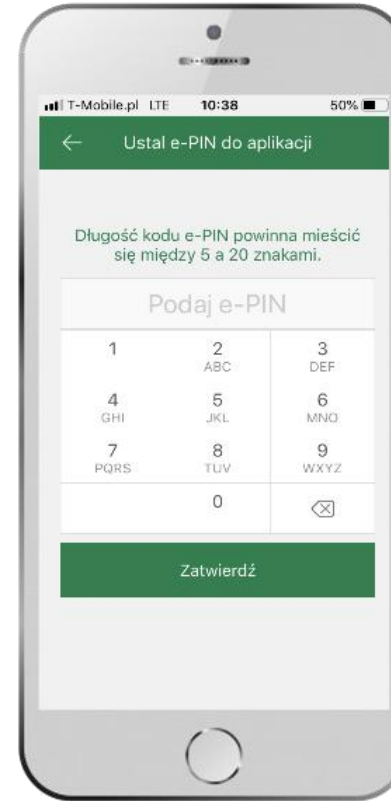 T-Mobile.pl LTE 10:38 50%
Ustal e-PIN do aplikacji
Długość kodu e-PIN powinna mieścić
się między 5 a 20 znakami.
Podaj e-PIN
1 2 3
ABC DEF
4 5 6
GHI JKL MNO
7 8 9
PQRS TUV WXYZ
0
Zatwierdź